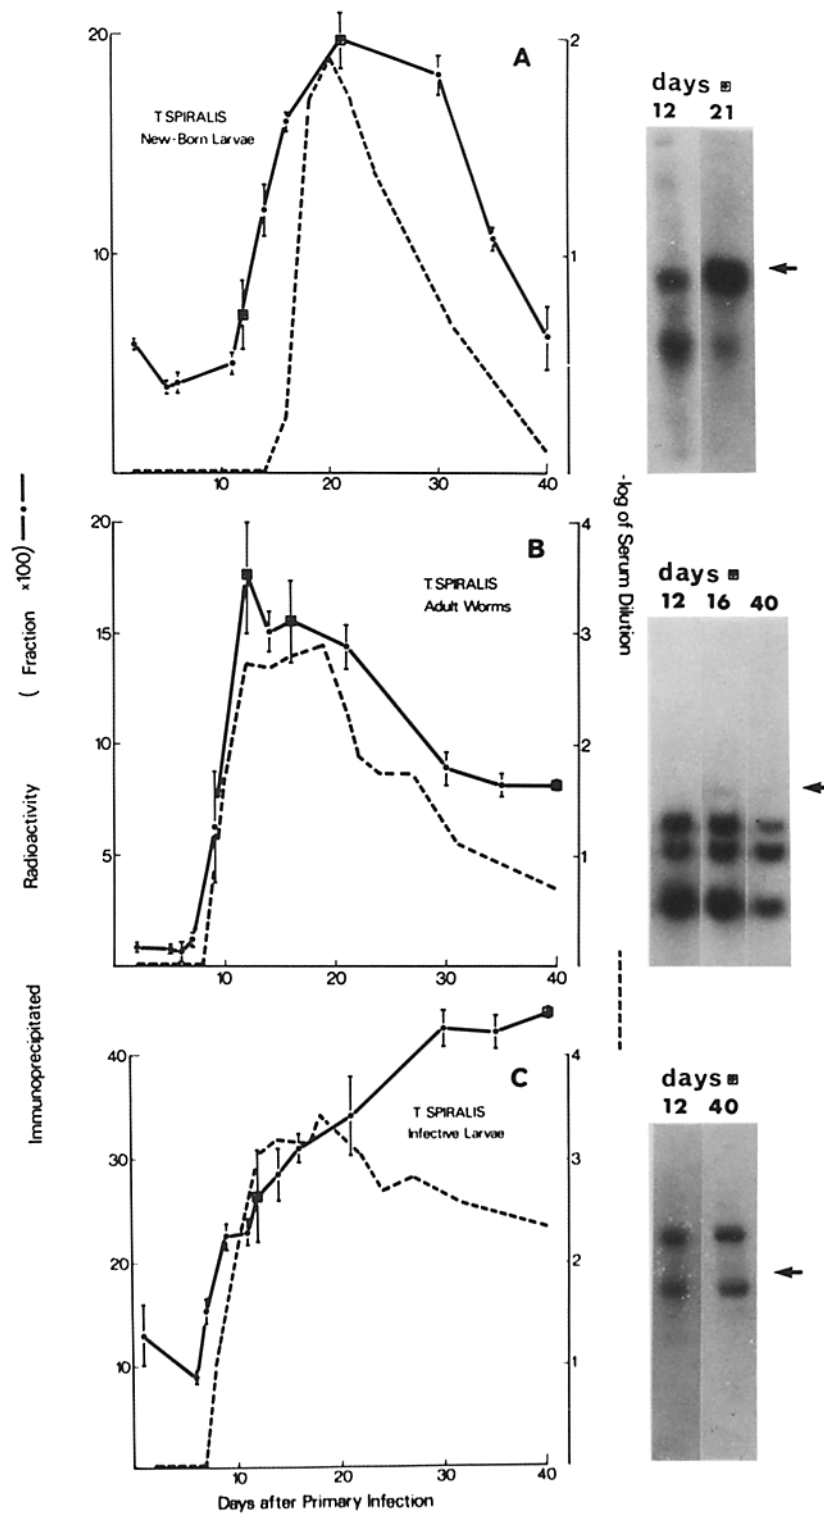 20
10
10
20
30
40
2
1
A
T SPIRALIS
New-Born Larvae
days
12 21
20
15
10
5
10
20
30
40
4
3
2
1
B
T. SPIRALIS
Adult Worms
days
12 16 40
40
30
20
10
10
20
30
40
4
3
2
1
C
T SPIRALIS
Infective Larvae
days
12 40
Days after Primary Infection
Immunoprecipitated Radioactivity ( Fraction x100)
-log of Serum Dilution